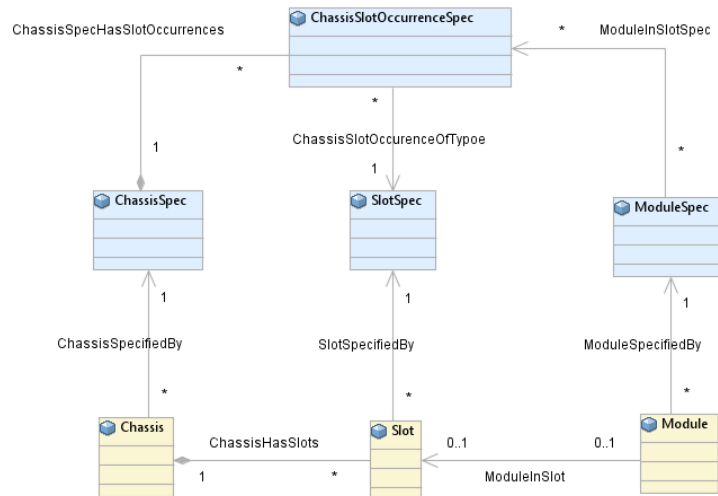 ChassisSlotOccurrenceSpec
ChassisSpecHasSlotOccurrences
*
ModuleInSlotSpec
*
*
ChassisSlotOccurenceOfTypoe
1
1
*
ChassisSpec
SlotSpec
ModuleSpec
1
1
1
ChassisSpecifiedBy
SlotSpecifiedBy
ModuleSpecifiedBy
*
*
*
Chassis
Slot
Module
ChassisHasSlots
0..1
0..1
1
*
ModuleInSlot